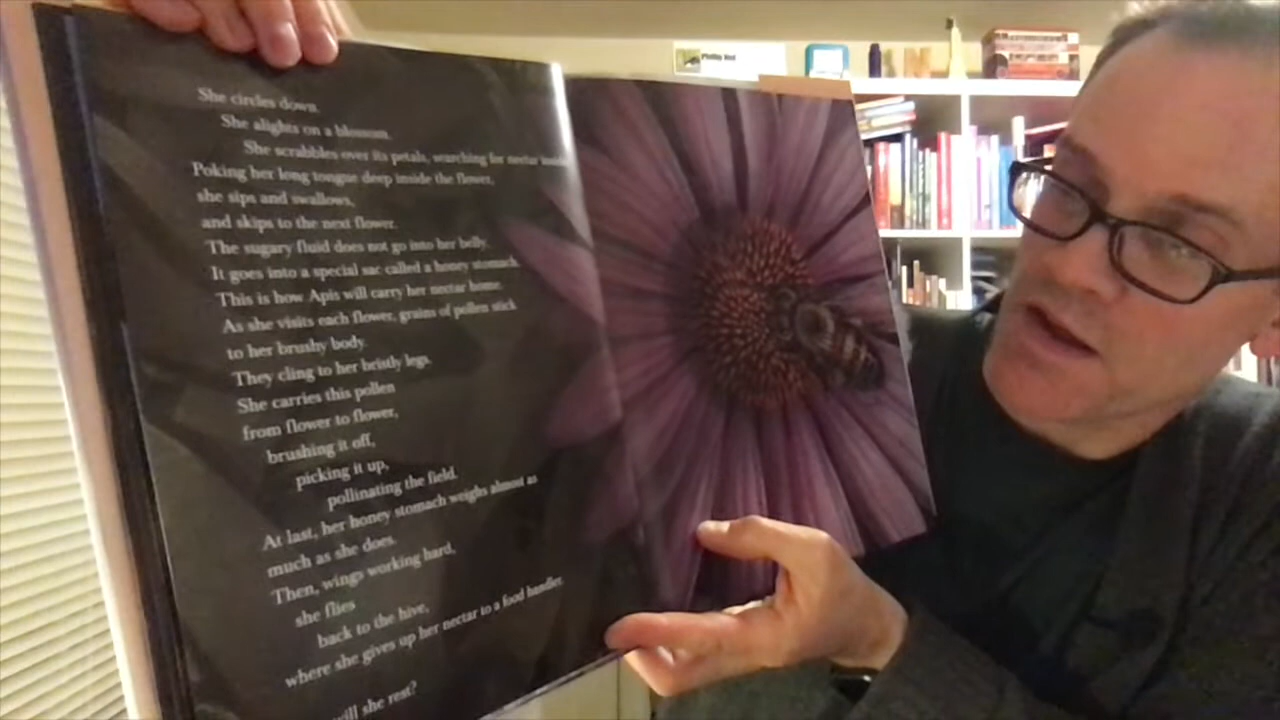 She circles down.
She alights on a blossom.
She scrabbles over its petals, searching for nectar inside.
Poking her long tongue deep inside the flower,
she sips and swallows,
and skips to the next flower.
The sugary fluid does not go into her belly.
It goes into a special sac called a honey stomach.
This is how Apis will carry her nectar home.
As she visits each flower, grains of pollen stick
to her brushy body.
They cling to her bristly legs.
She carries this pollen
from flower to flower,
brushing it off,
picking it up,
pollinating the field.
At last, her honey stomach weighs almost as
much as she does.
Then, wings working hard,
she flies
back to the hive,
where she gives up her nectar to a food handler.
will she rest?